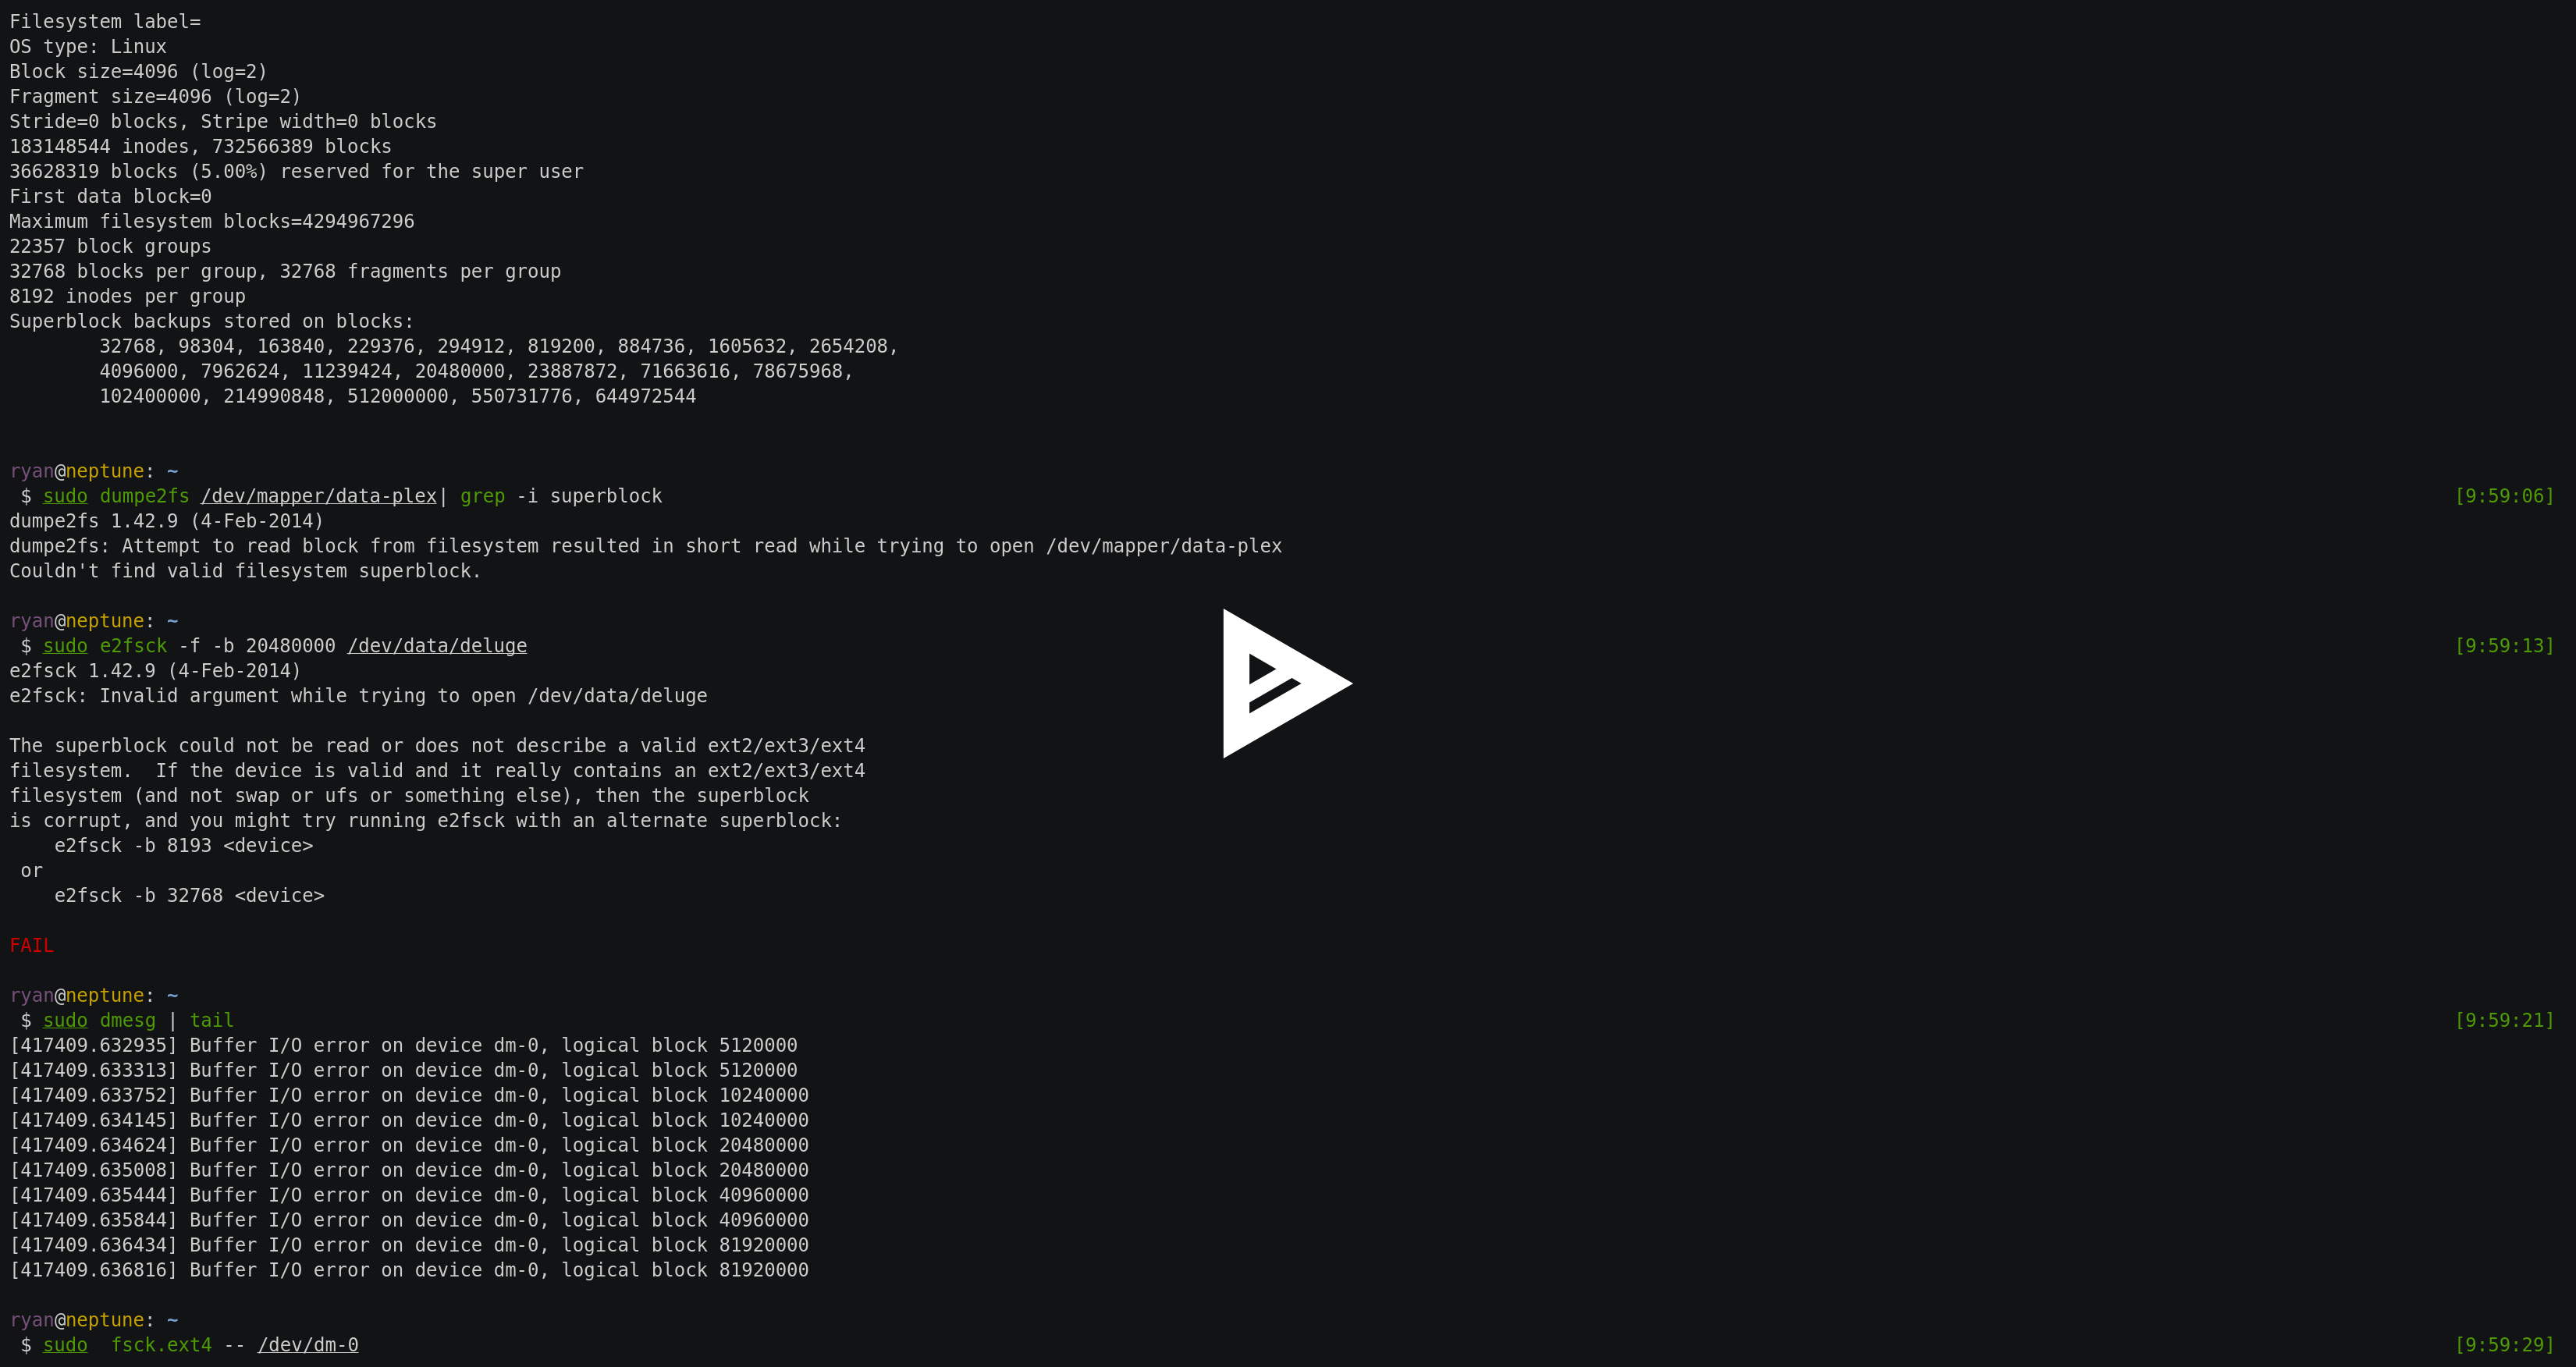 Filesystem label=
OS type: Linux
Block size=4096 (log=2)
Fragment size=4096 (log=2)
Stride=0 blocks, Stripe width=0 blocks
183148544 inodes, 732566389 blocks
36628319 blocks (5.00%) reserved for the super user
First data block=0
Maximum filesystem blocks=4294967296
22357 block groups
32768 blocks per group, 32768 fragments per group
8192 inodes per group
Superblock backups stored on blocks:
        32768, 98304, 163840, 229376, 294912, 819200, 884736, 1605632, 2654208,
        4096000, 7962624, 11239424, 20480000, 23887872, 71663616, 78675968,
        102400000, 214990848, 512000000, 550731776, 644972544
ryan@neptune: ~
 $ sudo dumpe2fs /dev/mapper/data-plex| grep -i superblock [9:59:06]
dumpe2fs 1.42.9 (4-Feb-2014)
dumpe2fs: Attempt to read block from filesystem resulted in short read while trying to open /dev/mapper/data-plex
Couldn't find valid filesystem superblock.
ryan@neptune: ~
 $ sudo e2fsck -f -b 20480000 /dev/data/deluge [9:59:13]
e2fsck 1.42.9 (4-Feb-2014)
e2fsck: Invalid argument while trying to open /dev/data/deluge
The superblock could not be read or does not describe a valid ext2/ext3/ext4
filesystem.  If the device is valid and it really contains an ext2/ext3/ext4
filesystem (and not swap or ufs or something else), then the superblock
is corrupt, and you might try running e2fsck with an alternate superblock:
    e2fsck -b 8193 <device>
 or
    e2fsck -b 32768 <device>
FAIL
ryan@neptune: ~
 $ sudo dmesg | tail [9:59:21]
[417409.632935] Buffer I/O error on device dm-0, logical block 5120000
[417409.633313] Buffer I/O error on device dm-0, logical block 5120000
[417409.633752] Buffer I/O error on device dm-0, logical block 10240000
[417409.634145] Buffer I/O error on device dm-0, logical block 10240000
[417409.634624] Buffer I/O error on device dm-0, logical block 20480000
[417409.635008] Buffer I/O error on device dm-0, logical block 20480000
[417409.635444] Buffer I/O error on device dm-0, logical block 40960000
[417409.635844] Buffer I/O error on device dm-0, logical block 40960000
[417409.636434] Buffer I/O error on device dm-0, logical block 81920000
[417409.636816] Buffer I/O error on device dm-0, logical block 81920000
ryan@neptune: ~
 $ sudo  fsck.ext4 -- /dev/dm-0 [9:59:29]